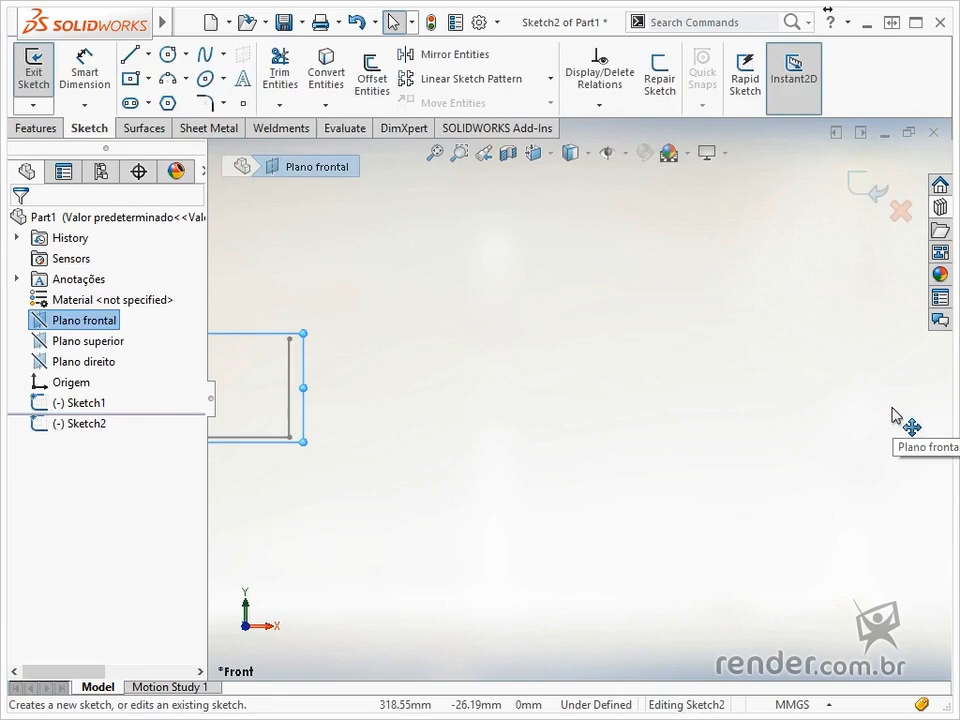 SOLIDWORKS
Sketch2 of Part1 *
Search Commands
?
Exit Sketch
Smart Dimension
Trim Entities
Convert Entities
Offset Entities
Mirror Entities
Linear Sketch Pattern
Move Entities
Display/Delete Relations
Repair Sketch
Quick Snaps
Rapid Sketch
Instant2D
Features
Sketch
Surfaces
Sheet Metal
Weldments
Evaluate
DimXpert
SOLIDWORKS Add-Ins
Plano frontal
Part1 (Valor predeterminado<<Val
History
Sensors
Anotações
Material <not specified>
Plano frontal
Plano superior
Plano direito
Origem
(-) Sketch1
(-) Sketch2
Plano fronta
Y
X
*Front
render.com.br
Model
Motion Study 1
Creates a new sketch, or edits an existing sketch.
318.55mm
-26.19mm
0mm
Under Defined
Editing Sketch2
MMGS